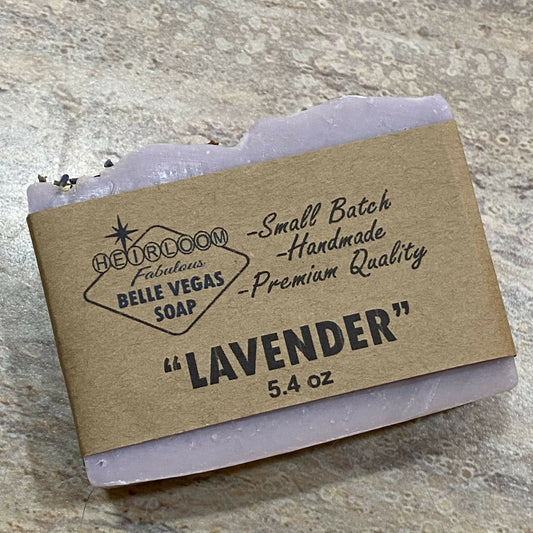 HEIRLOOM
Fabulous
BELLE VEGAS
SOAP
-Small Batch
-Handmade
-Premium Quality
"LAVENDER"
5.4 oz